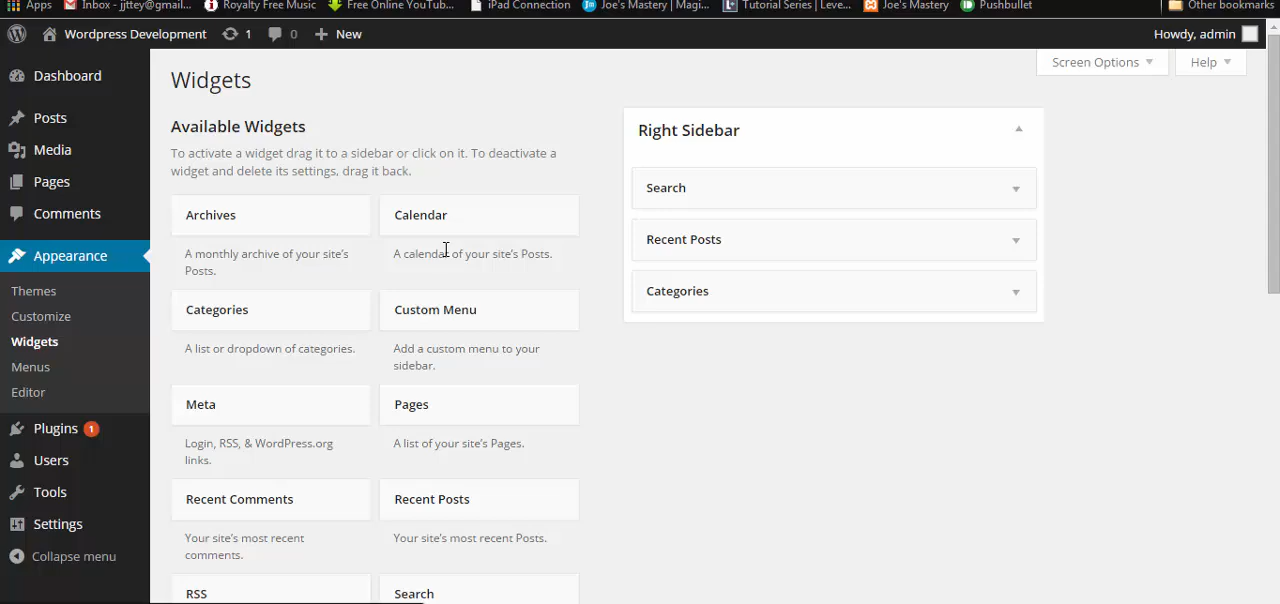 Apps Inbox - jjttey@gmail... Royalty Free Music Free Online YouTub... iPad Connection Joe's Mastery | Magi... Tutorial Series | Leve... Joe's Mastery Pushbullet Other bookmarks
Wordpress Development 1 0 + New Howdy, admin
Screen Options Help
Dashboard
Posts
Media
Pages
Comments
Appearance
Themes
Customize
Widgets
Menus
Editor
Plugins 1
Users
Tools
Settings
Collapse menu
Widgets
Available Widgets
To activate a widget drag it to a sidebar or click on it. To deactivate a
widget and delete its settings, drag it back.
Archives Calendar
A monthly archive of your site's A calendar of your site's Posts.
Posts.
Categories Custom Menu
A list or dropdown of categories. Add a custom menu to your
sidebar.
Meta Pages
Login, RSS, & WordPress.org A list of your site's Pages.
links.
Recent Comments Recent Posts
Your site's most recent Your site's most recent Posts.
comments.
RSS Search
Right Sidebar
Search
Recent Posts
Categories